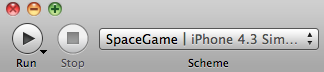 SpaceGame | iPhone 4.3 Sim...
Run Stop Scheme